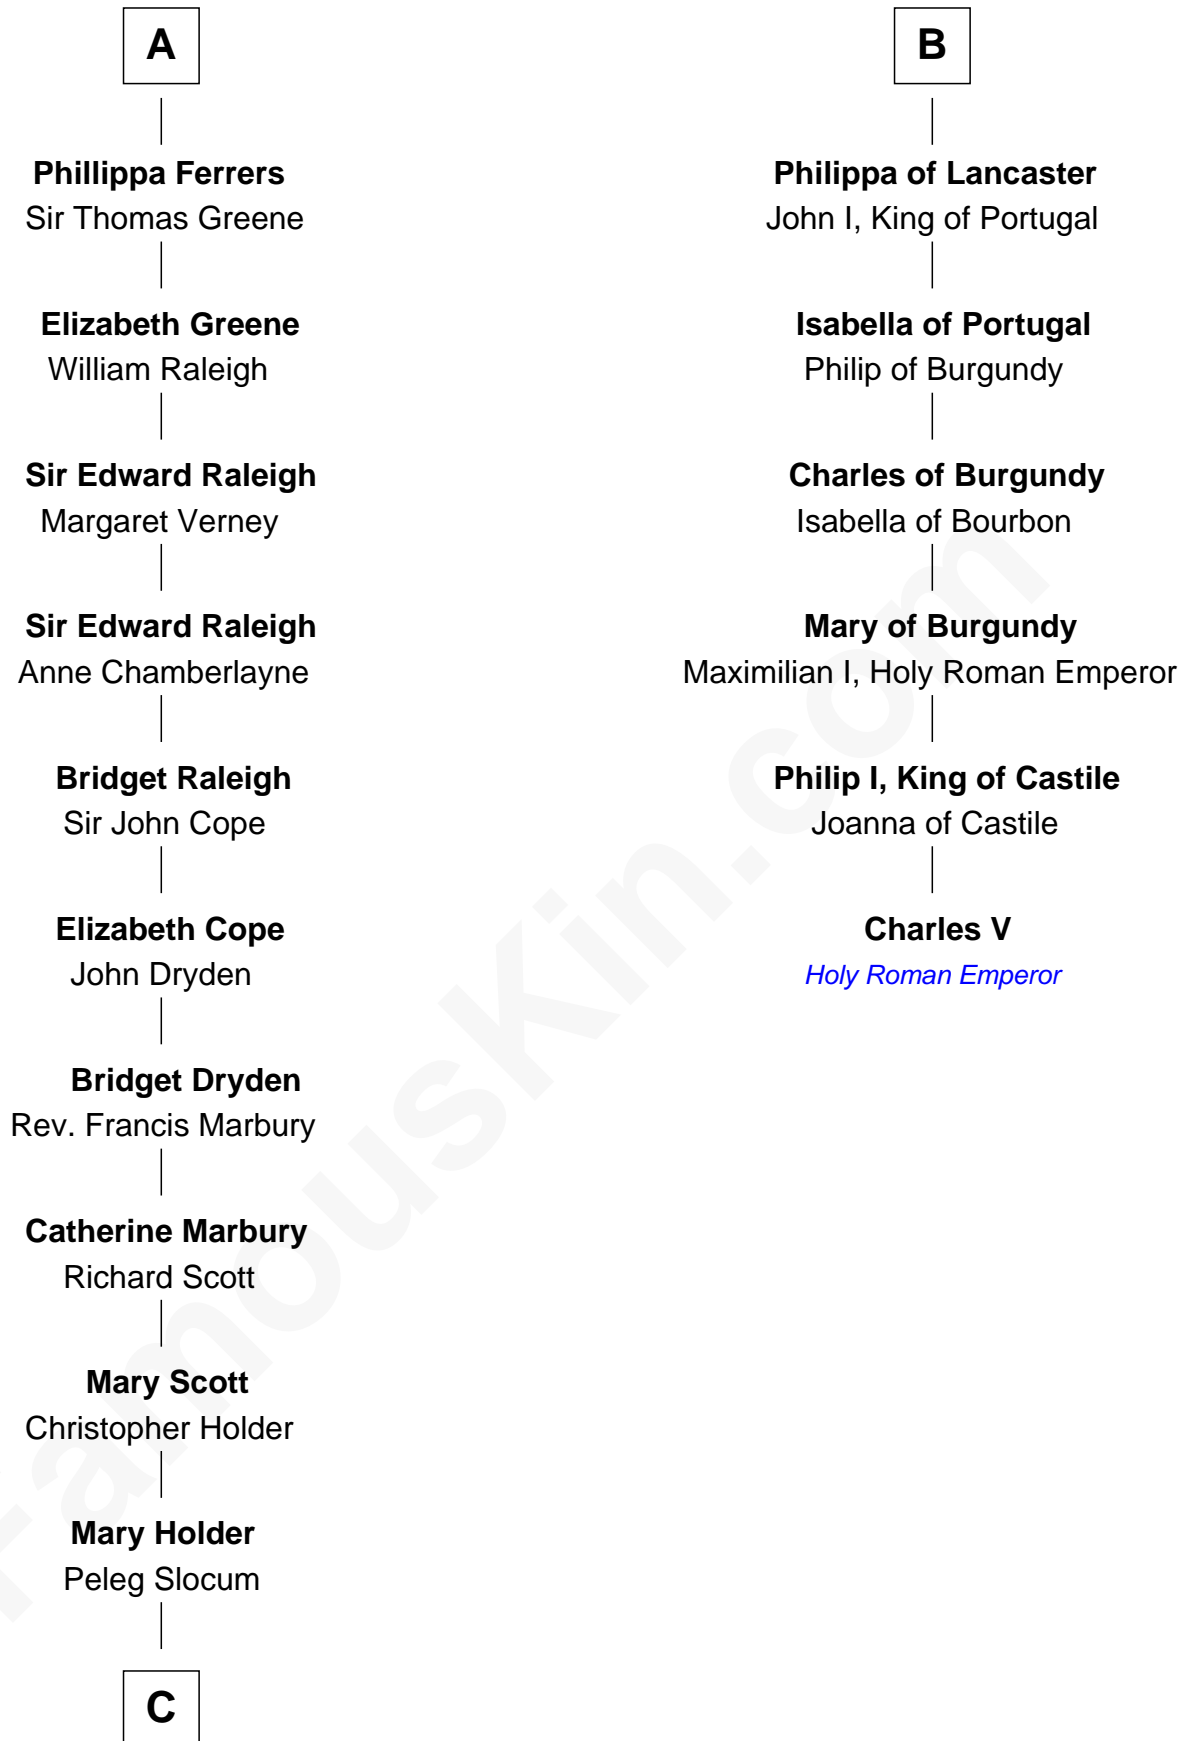 A
Phillippa Ferrers
Sir Thomas Greene
Elizabeth Greene
William Raleigh
Sir Edward Raleigh
Margaret Verney
Sir Edward Raleigh
Anne Chamberlayne
Bridget Raleigh
Sir John Cope
Elizabeth Cope
John Dryden
Bridget Dryden
Rev. Francis Marbury
Catherine Marbury
Richard Scott
Mary Scott
Christopher Holder
Mary Holder
Peleg Slocum
C
B
Philippa of Lancaster
John I, King of Portugal
Isabella of Portugal
Philip of Burgundy
Charles of Burgundy
Isabella of Bourbon
Mary of Burgundy
Maximilian I, Holy Roman Emperor
Philip I, King of Castile
Joanna of Castile
Charles V
Holy Roman Emperor
FamousKin.com